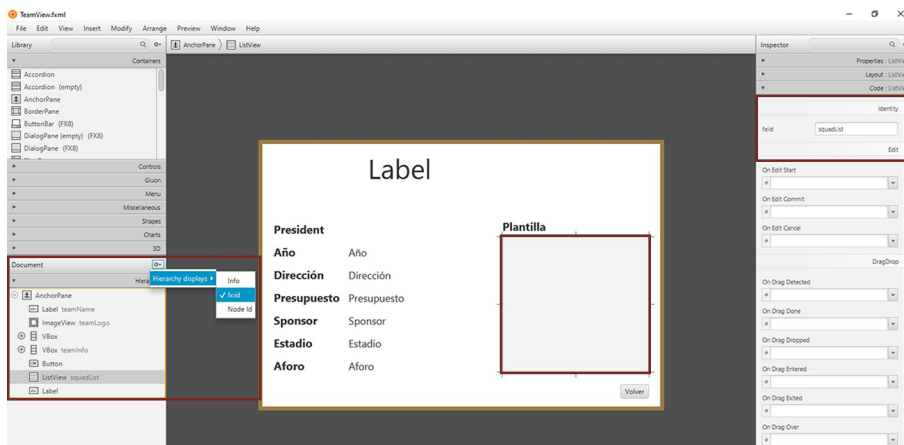 TeamView.fxml
File Edit View Insert Modify Arrange Preview Window Help
Library
AnchorPane ListView
Inspector
Containers
Accordion
Accordion (empty)
AnchorPane
BorderPane
ButtonBar (FX8)
DialogPane (empty) (FX8)
DialogPane (FX8)
Controls
Gluon
Menu
Miscellaneous
Shapes
Charts
3D
Document
Hierarchy displays
Info
fx:id
Node Id
AnchorPane
Label teamName
ImageView teamLogo
VBox
VBox teamInfo
Button
ListView squadList
Label
Label
President
Año Año
Dirección Dirección
Presupuesto Presupuesto
Sponsor Sponsor
Estadio Estadio
Aforo Aforo
Plantilla
Volver
Properties : ListVie
Layout : ListVie
Code : ListVie
Identity
fx:id squadList
Edit
On Edit Start
#
On Edit Commit
#
On Edit Cancel
#
DragDrop
On Drag Detected
#
On Drag Done
#
On Drag Dropped
#
On Drag Entered
#
On Drag Exited
#
On Drag Over
#